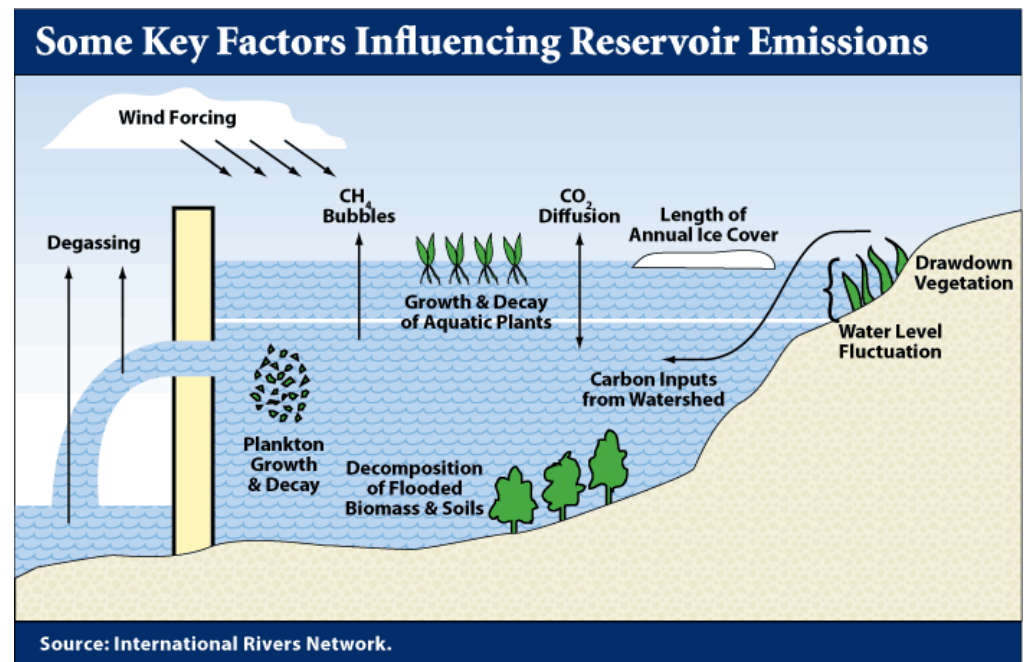 Some Key Factors Influencing Reservoir Emissions
Wind Forcing
Degassing
CH₄
Bubbles
CO₂
Diffusion
Length of
Annual Ice Cover
Growth & Decay
of Aquatic Plants
Drawdown
Vegetation
Water Level
Fluctuation
Carbon Inputs
from Watershed
Plankton
Growth
& Decay
Decomposition
of Flooded
Biomass & Soils
Source: International Rivers Network.